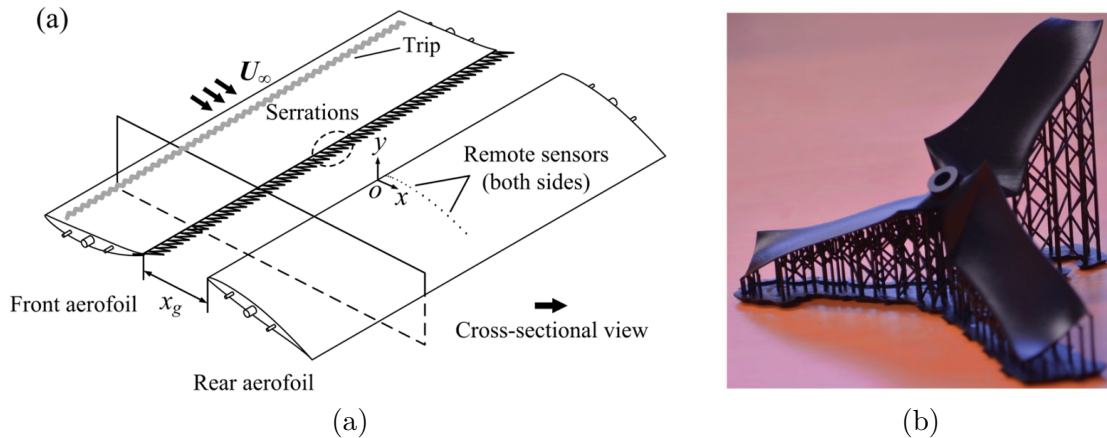 (a)
Trip
U∞
Serrations
y
Remote sensors
(both sides)
o
x
Front aerofoil
x_g
Cross-sectional view
Rear aerofoil
(a)
(b)